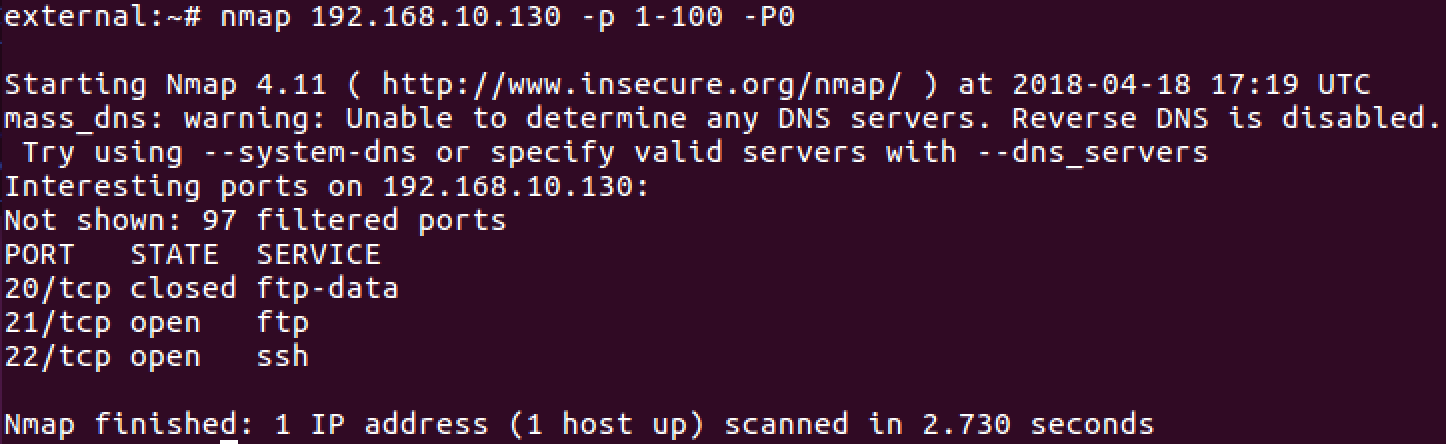 external:~# nmap 192.168.10.130 -p 1-100 -P0
Starting Nmap 4.11 ( http://www.insecure.org/nmap/ ) at 2018-04-18 17:19 UTC
mass_dns: warning: Unable to determine any DNS servers. Reverse DNS is disabled.
 Try using --system-dns or specify valid servers with --dns_servers
Interesting ports on 192.168.10.130:
Not shown: 97 filtered ports
PORT   STATE  SERVICE
20/tcp closed ftp-data
21/tcp open   ftp
22/tcp open   ssh
Nmap finished: 1 IP address (1 host up) scanned in 2.730 seconds